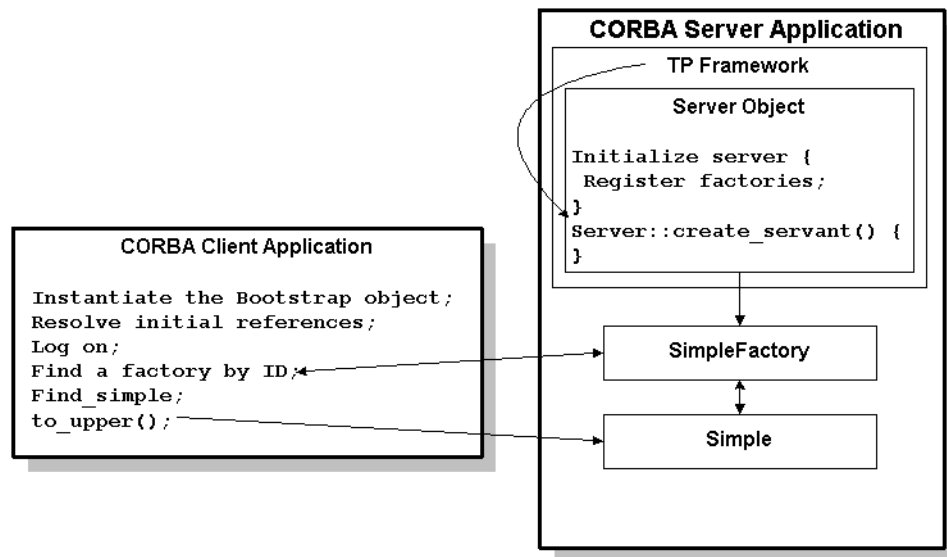 CORBA Server Application
TP Framework
Server Object
Initialize server {
Register factories;
}
Server::create_servant() {
}
CORBA Client Application
Instantiate the Bootstrap object;
Resolve initial references;
Log on;
Find a factory by ID;
Find_simple;
to_upper();
SimpleFactory
Simple